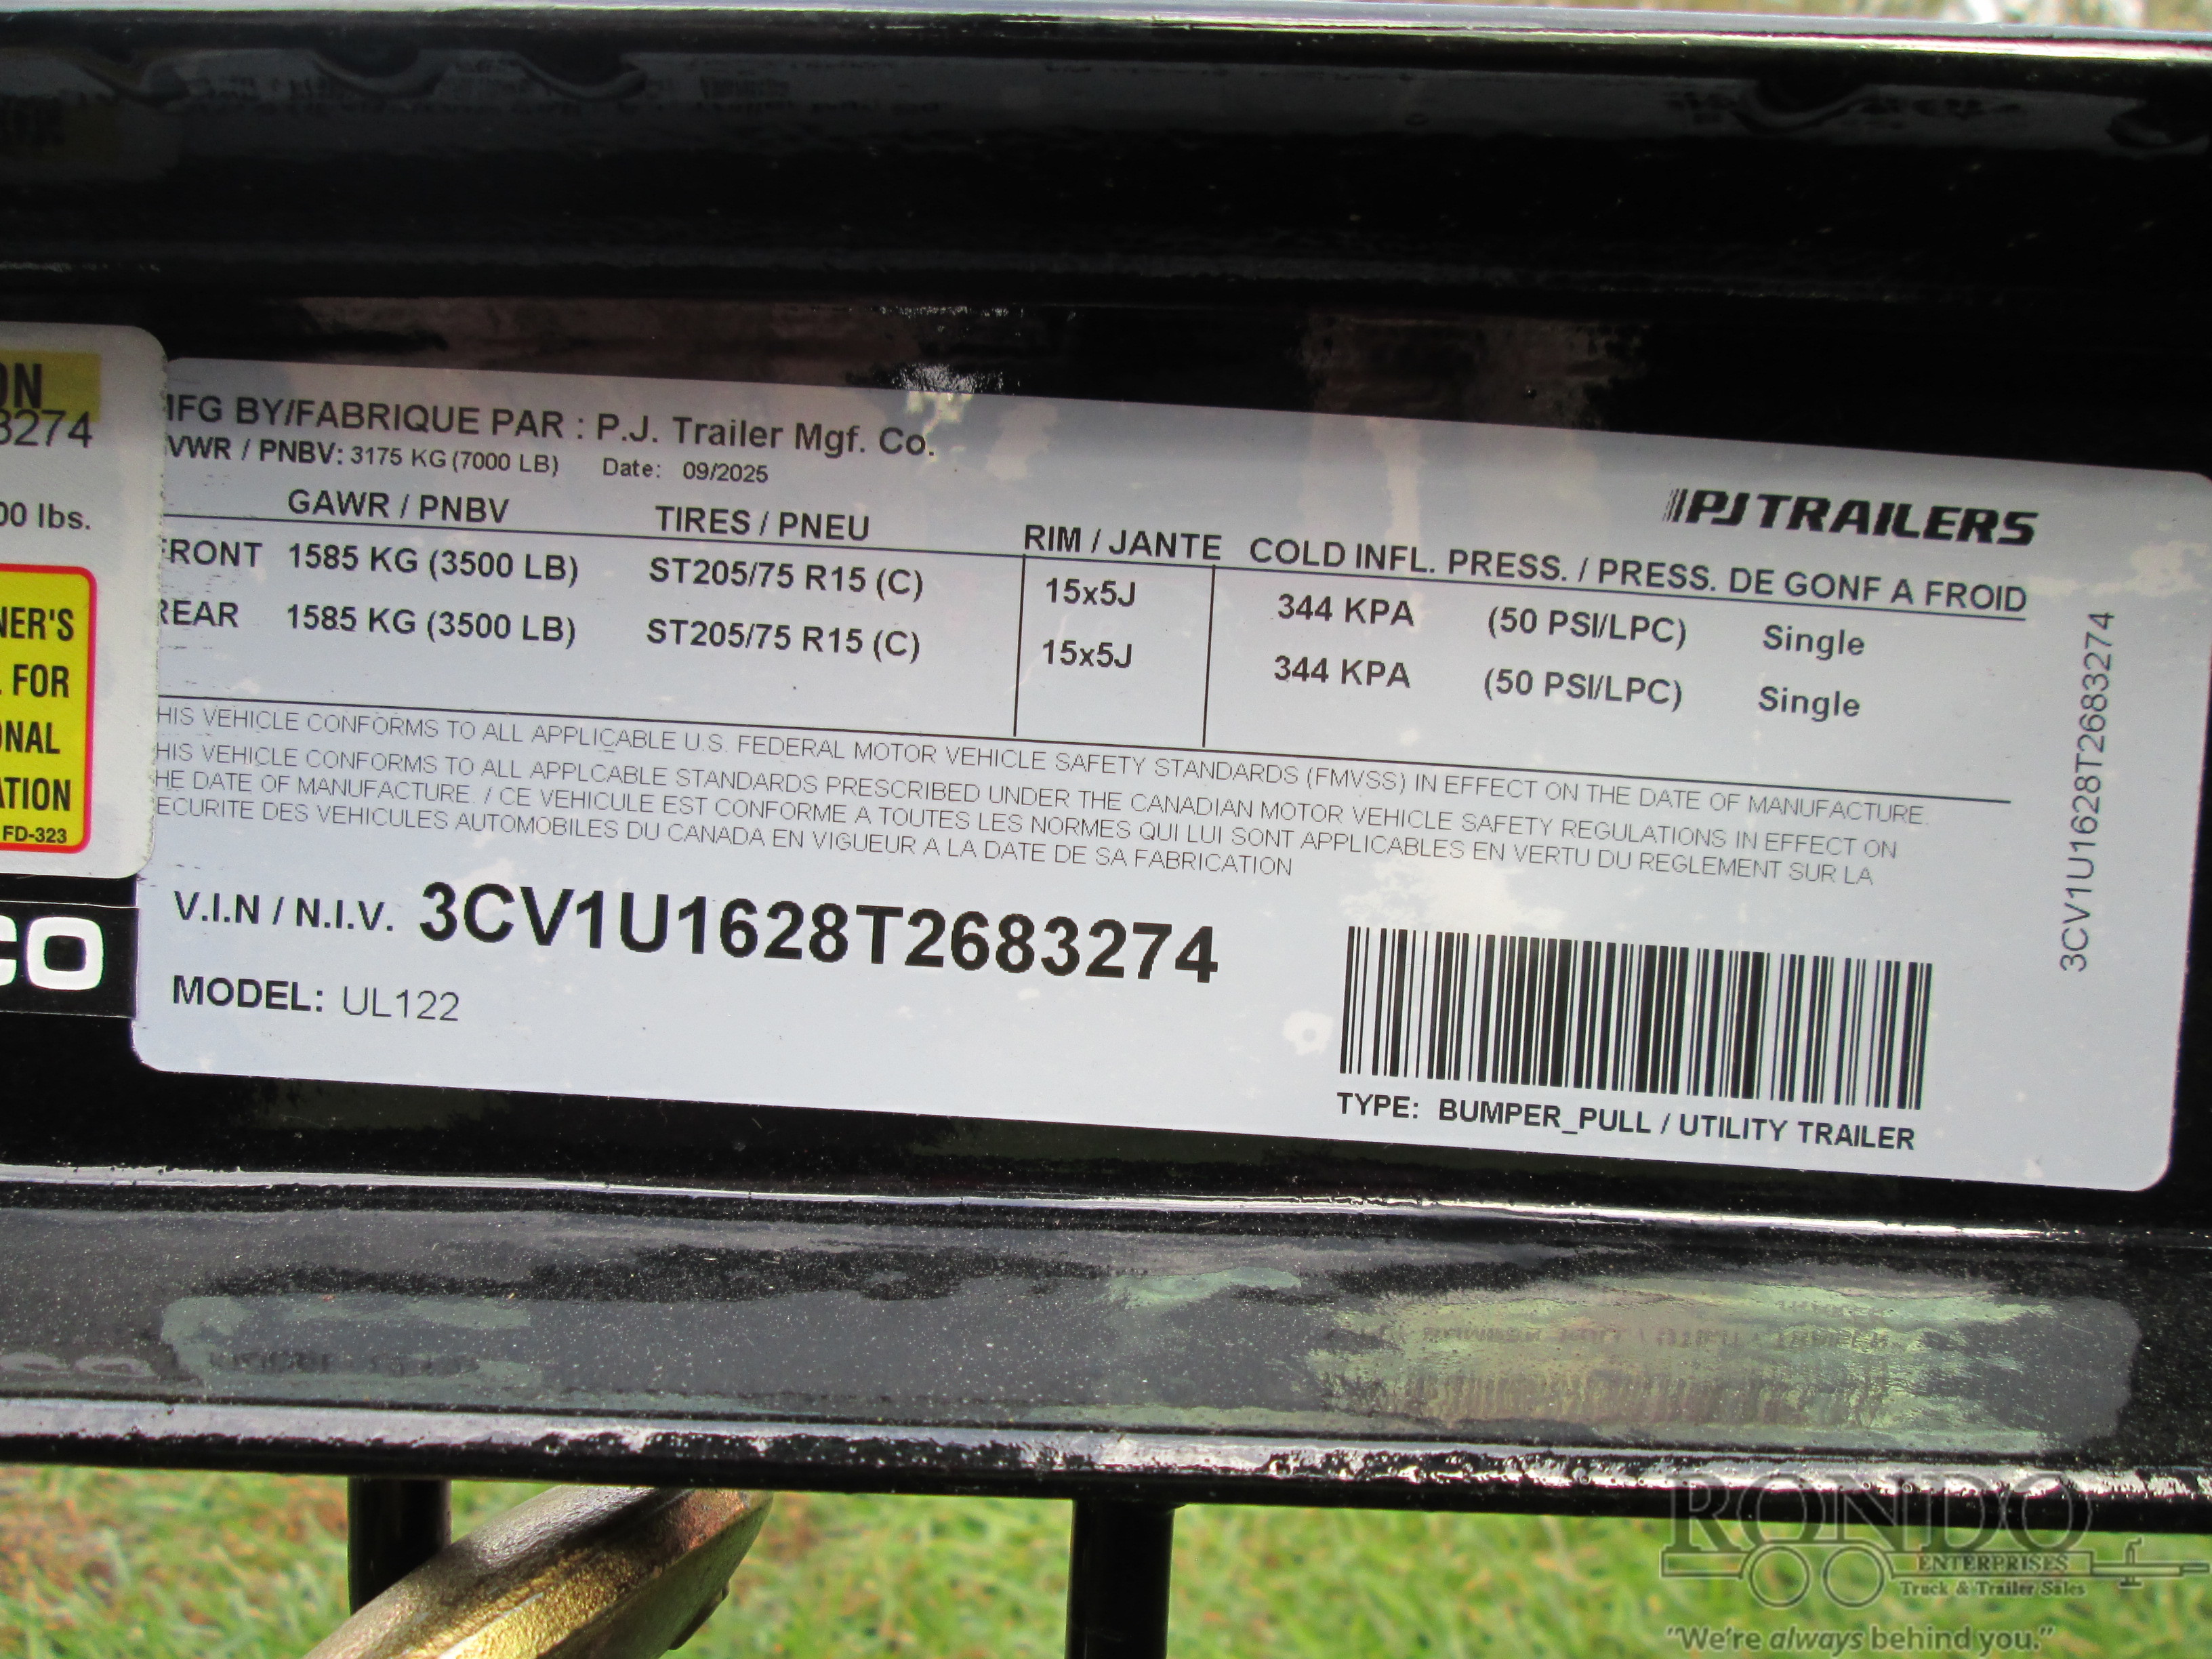 ON
3274
00 lbs.
NER'S
FOR
ONAL
ATION
FD-323
CO
MFG BY/FABRIQUE PAR : P.J. Trailer Mgf. Co.
VWR / PNBV: 3175 KG (7000 LB) Date: 09/2025
PJ TRAILERS
GAWR / PNBV TIRES / PNEU RIM / JANTE COLD INFL. PRESS. / PRESS. DE GONF A FROID
FRONT 1585 KG (3500 LB) ST205/75 R15 (C) 15x5J 344 KPA (50 PSI/LPC) Single
REAR 1585 KG (3500 LB) ST205/75 R15 (C) 15x5J 344 KPA (50 PSI/LPC) Single
HIS VEHICLE CONFORMS TO ALL APPLICABLE U.S. FEDERAL MOTOR VEHICLE SAFETY STANDARDS (FMVSS) IN EFFECT ON THE DATE OF MANUFACTURE.
HIS VEHICLE CONFORMS TO ALL APPLCABLE STANDARDS PRESCRIBED UNDER THE CANADIAN MOTOR VEHICLE SAFETY REGULATIONS IN EFFECT ON
HE DATE OF MANUFACTURE. / CE VEHICULE EST CONFORME A TOUTES LES NORMES QUI LUI SONT APPLICABLES EN VERTU DU REGLEMENT SUR LA
ECURITE DES VEHICULES AUTOMOBILES DU CANADA EN VIGUEUR A LA DATE DE SA FABRICATION
V.I.N / N.I.V. 3CV1U1628T2683274
MODEL: UL122
TYPE: BUMPER_PULL / UTILITY TRAILER
3CV1U1628T2683274
RONDO
ENTERPRISES
Truck & Trailer Sales
"We're always behind you."